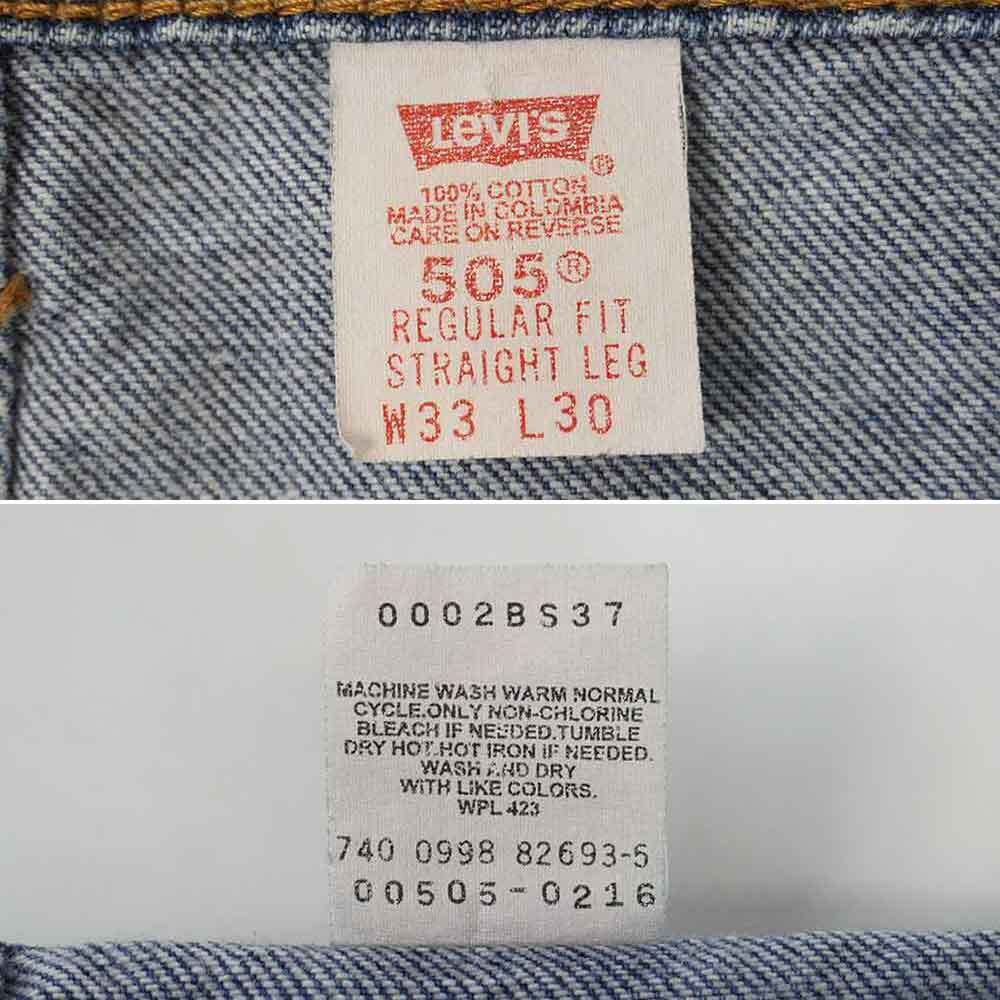 LEVI'S ®
100% COTTON
MADE IN COLOMBIA
CARE ON REVERSE
505®
REGULAR FIT
STRAIGHT LEG
W33 L30
0002BS37
MACHINE WASH WARM NORMAL
CYCLE.ONLY NON-CHLORINE
BLEACH IF NEEDED.TUMBLE
DRY HOT.HOT IRON IF NEEDED.
WASH AND DRY
WITH LIKE COLORS.
WPL 423
740 0998 82693-6
00505-0216